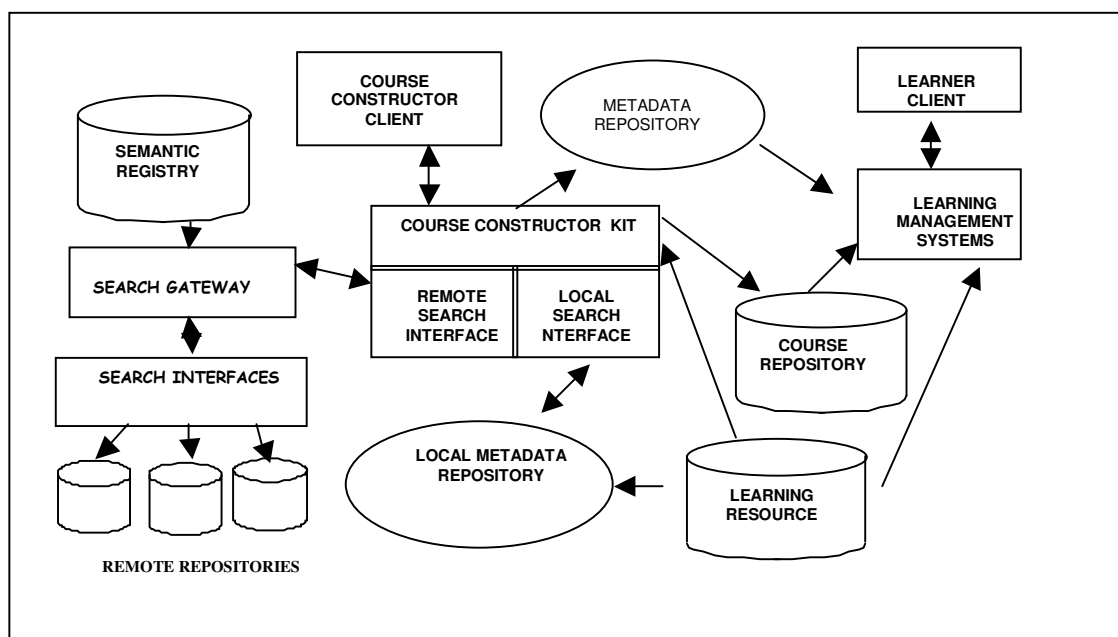 COURSE
CONSTRUCTOR
CLIENT
METADATA
REPOSITORY
LEARNER
CLIENT
SEMANTIC
REGISTRY
COURSE CONSTRUCTOR KIT
LEARNING
MANAGEMENT
SYSTEMS
SEARCH GATEWAY
REMOTE
SEARCH
INTERFACE
LOCAL
SEARCH
NTERFACE
COURSE
REPOSITORY
SEARCH INTERFACES
LOCAL METADATA
REPOSITORY
LEARNING
RESOURCE
REMOTE REPOSITORIES